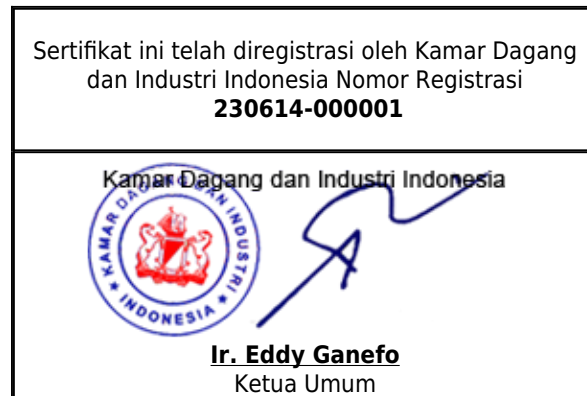 Sertifikat ini telah diregistrasi oleh Kamar Dagang
dan Industri Indonesia Nomor Registrasi
230614-000001
Kamar Dagang dan Industri Indonesia
KAMAR DAGANG DAN INDUSTRI
INDONESIA
Ir. Eddy Ganefo
Ketua Umum